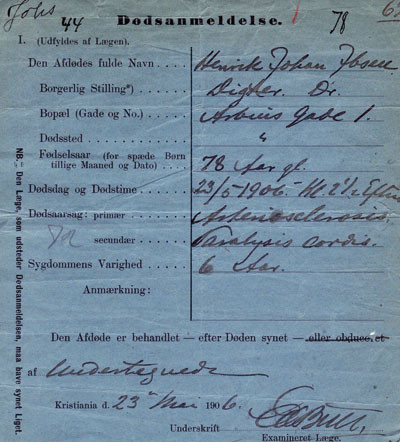 Johs 44
Dødsanmeldelse.
78
62
I. (Udfyldes af Lægen).
Den Afdødes fulde Navn Henrik Johan Ibsen
Borgerlig Stilling*) Digter. Dr.
Bopæl (Gade og No.) Arbins gade 1.
Dødssted "
Fødselsaar (for spæde Børn tillige Maaned og Dato) 78 Aar gl.
Dødsdag og Dødstime 23/5 1906. Kl 2½ Eftm
Dødsaarsag: primær Arteriosclerosis.
sekundær Paralysis cordis.
Sygdommens Varighed 6 Aar.
Anmærkning:
Den Afdøde er behandlet — efter Døden synet — eller obducet et
af Undertegnede
Kristiania d. 23 Mai 1906.
Underskrift
Examineret Læge.
NB.- Den Læge, som udsteder Dødsanmeldelsen, maa have synet Liget.